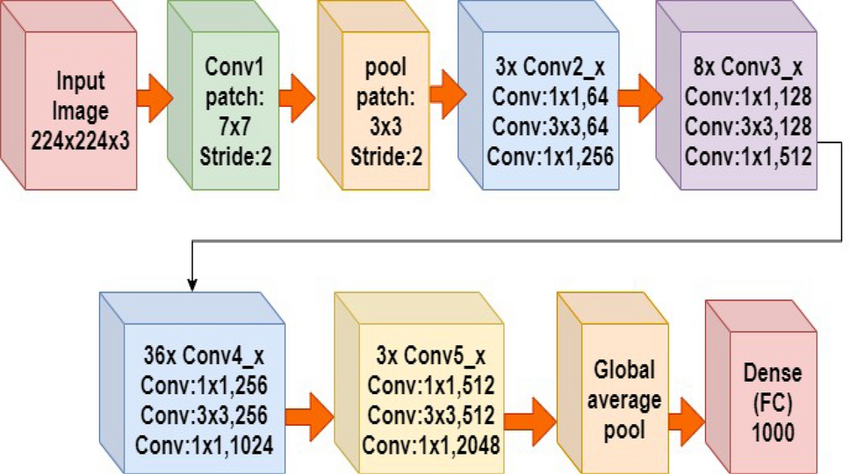 Input
Image
224x224x3
Conv1
patch:
7x7
Stride:2
pool
patch:
3x3
Stride:2
3x Conv2_x
Conv:1x1,64
Conv:3x3,64
Conv:1x1,256
8x Conv3_x
Conv:1x1,128
Conv:3x3,128
Conv:1x1,512
36x Conv4_x
Conv:1x1,256
Conv:3x3,256
Conv:1x1,1024
3x Conv5_x
Conv:1x1,512
Conv:3x3,512
Conv:1x1,2048
Global
average
pool
Dense
(FC)
1000